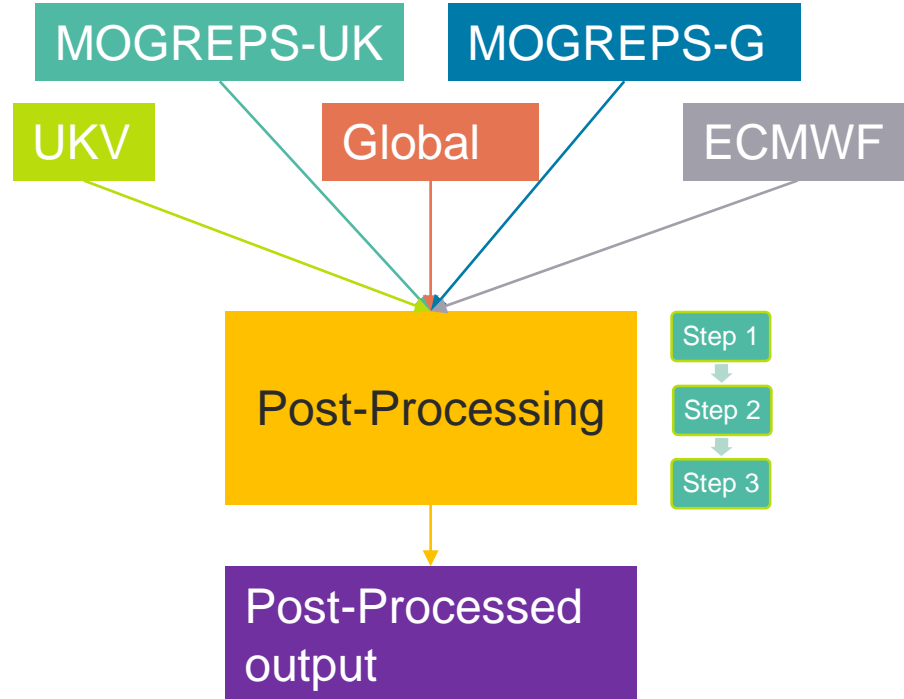 MOGREPS-UK
MOGREPS-G
UKV
Global
ECMWF
Post-Processing
Step 1
Step 2
Step 3
Post-Processed
output